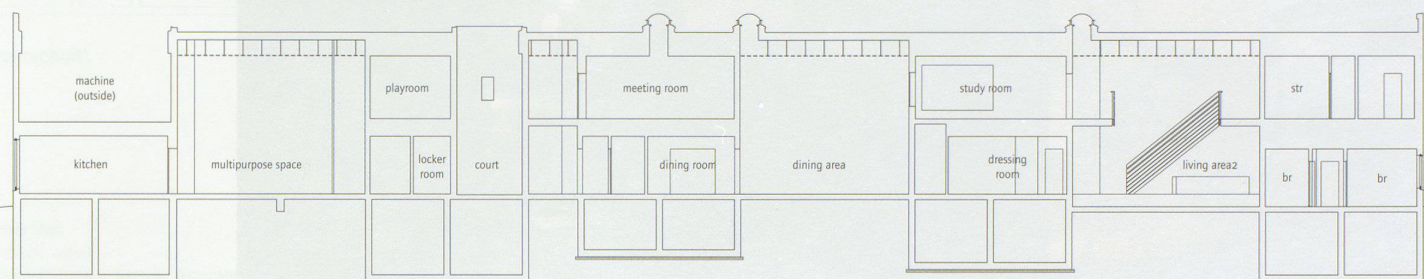 machine
(outside)
playroom
meeting room
study room
str
kitchen
multipurpose space
locker
room
court
dining room
dining area
dressing
room
living area2
br
br